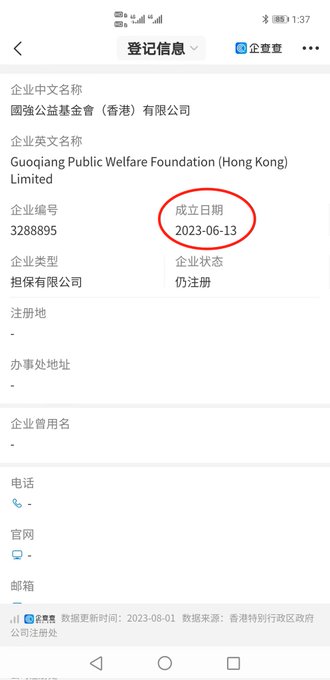 85 1:37
登记信息 企查查
企业中文名称
國強公益基金會（香港）有限公司
企业英文名称
Guoqiang Public Welfare Foundation (Hong Kong)
Limited
企业编号 成立日期
3288895 2023-06-13
企业类型 企业状态
担保有限公司 仍注册
注册地
-
办事处地址
-
企业曾用名
-
电话
-
官网
-
邮箱
企查查 数据更新时间：2023-08-01 数据来源：香港特别行政区政府
公司注册处